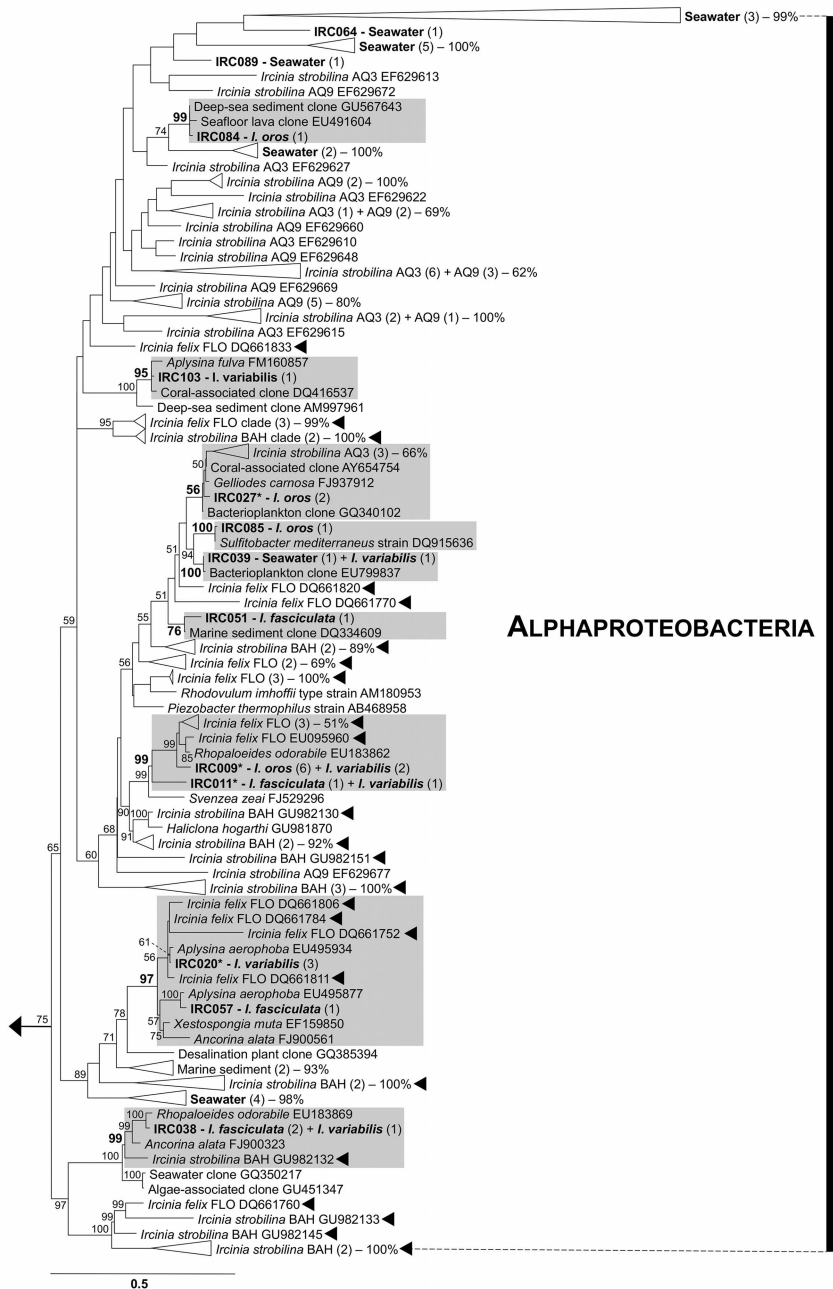 Seawater (3) – 99%
IRC064 - Seawater (1)
Seawater (5) - 100%
IRC089 - Seawater (1)
Ircinia strobilina AQ3 EF629613
Ircinia strobilina AQ9 EF629672
Deep-sea sediment clone GU567643
99
Seafloor lava clone EU491604
74
IRC084 - I. oros (1)
Seawater (2) – 100%
Ircinia strobilina AQ3 EF629627
Ircinia strobilina AQ9 (2) – 100%
Ircinia strobilina AQ3 EF629622
Ircinia strobilina AQ3 (1) + AQ9 (2) – 69%
Ircinia strobilina AQ9 EF629660
Ircinia strobilina AQ3 EF629610
Ircinia strobilina AQ9 EF629648
Ircinia strobilina AQ3 (6) + AQ9 (3) – 62%
Ircinia strobilina AQ9 EF629669
Ircinia strobilina AQ9 (5) – 80%
Ircinia strobilina AQ3 (2) + AQ9 (1) – 100%
Ircinia strobilina AQ3 EF629615
Ircinia felix FLO DQ661833
Aplysina fulva FM160857
95
IRC103 - I. variabilis (1)
100
Coral-associated clone DQ416537
Deep-sea sediment clone AM997961
95
Ircinia felix FLO clade (3) – 99%
Ircinia strobilina BAH clade (2) – 100%
Ircinia strobilina AQ3 (3) – 66%
50
Coral-associated clone AY654754
Gelliodes carnosa FJ937912
56
IRC027* - I. oros (2)
Bacterioplankton clone GQ340102
100
IRC085 - I. oros (1)
Sulfitobacter mediterraneus strain DQ915636
51
94
IRC039 – Seawater (1) + I. variabilis (1)
100
Bacterioplankton clone EU799837
Ircinia felix FLO DQ661820
51
Ircinia felix FLO DQ661770
59
55
IRC051 - I. fasciculata (1)
76
Marine sediment clone DQ334609
Ircinia strobilina BAH (2) – 89%
56
Ircinia felix FLO (2) – 69%
Ircinia felix FLO (3) – 100%
Rhodovulum imhoffii type strain AM180953
Piezobacter thermophilus strain AB468958
ALPHAPROTEOBACTERIA
Ircinia felix FLO (3) – 51%
99
Ircinia felix FLO EU095960
85
Rhopaloeides odorabile EU183862
99
IRC009* - I. oros (6) + I. variabilis (2)
99
IRC011* - I. fasciculata (1) + I. variabilis (1)
Svenzea zeai FJ529296
90
100
Ircinia strobilina BAH GU982130
68
Haliclona hogarthi GU981870
91
Ircinia strobilina BAH (2) – 92%
65
60
Ircinia strobilina BAH GU982151
Ircinia strobilina AQ9 EF629677
Ircinia strobilina BAH (3) – 100%
Ircinia felix FLO DQ661806
Ircinia felix FLO DQ661784
Ircinia felix FLO DQ661752
61
Aplysina aerophoba EU495934
56
IRC020* - I. variabilis (3)
97
Ircinia felix FLO DQ661811
100
Aplysina aerophoba EU495877
IRC057 - I. fasciculata (1)
75
78
57
Xestospongia muta EF159850
75
Ancorina alata FJ900561
71
Desalination plant clone GQ385394
Marine sediment (2) – 93%
89
Ircinia strobilina BAH (2) – 100%
Seawater (4) – 98%
100
Rhopaloeides odorabile EU183869
99
IRC038 - I. fasciculata (2) + I. variabilis (1)
99
Ancorina alata FJ900323
100
Ircinia strobilina BAH GU982132
100
Seawater clone GQ350217
Algae-associated clone GU451347
97
99
Ircinia felix FLO DQ661760
99
Ircinia strobilina BAH GU982133
100
Ircinia strobilina BAH GU982145
Ircinia strobilina BAH (2) – 100%
0.5